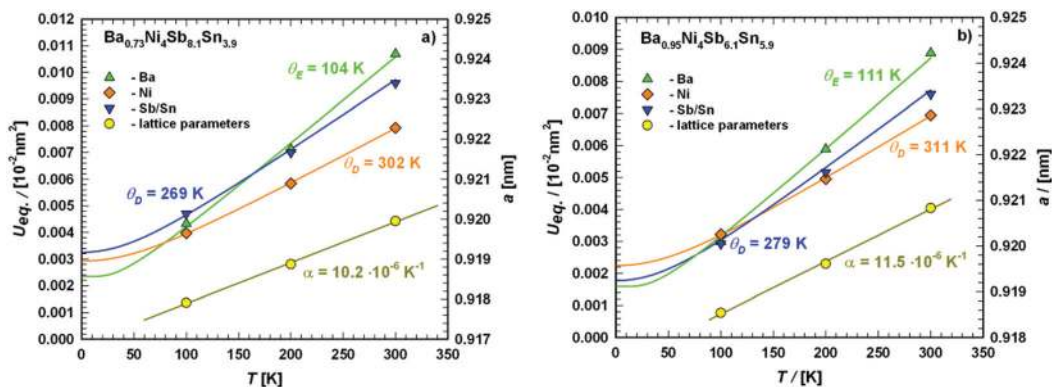 Ba0.73Ni4Sb8.1Sn3.9
a)
- Ba
- Ni
- Sb/Sn
- lattice parameters
θE = 104 K
θD = 302 K
θD = 269 K
α = 10.2 ·10-6 K-1
Ueq. / [10-2nm2]
0.012
0.011
0.010
0.009
0.008
0.007
0.006
0.005
0.004
0.003
0.002
0.001
0.000
0.925
0.924
0.923
0.922
0.921
0.920
0.919
0.918
0.917
a [nm]
0 50 100 150 200 250 300 350
T [K]
Ba0.95Ni4Sb6.1Sn5.9
b)
- Ba
- Ni
- Sb/Sn
- lattice parameters
θE = 111 K
θD = 311 K
θD = 279 K
α = 11.5 ·10-6 K-1
Ueq. / [10-2nm2]
0.010
0.009
0.008
0.007
0.006
0.005
0.004
0.003
0.002
0.001
0.000
0.925
0.924
0.923
0.922
0.921
0.920
0.919
0.918
a / [nm]
0 50 100 150 200 250 300 350
T / [K]